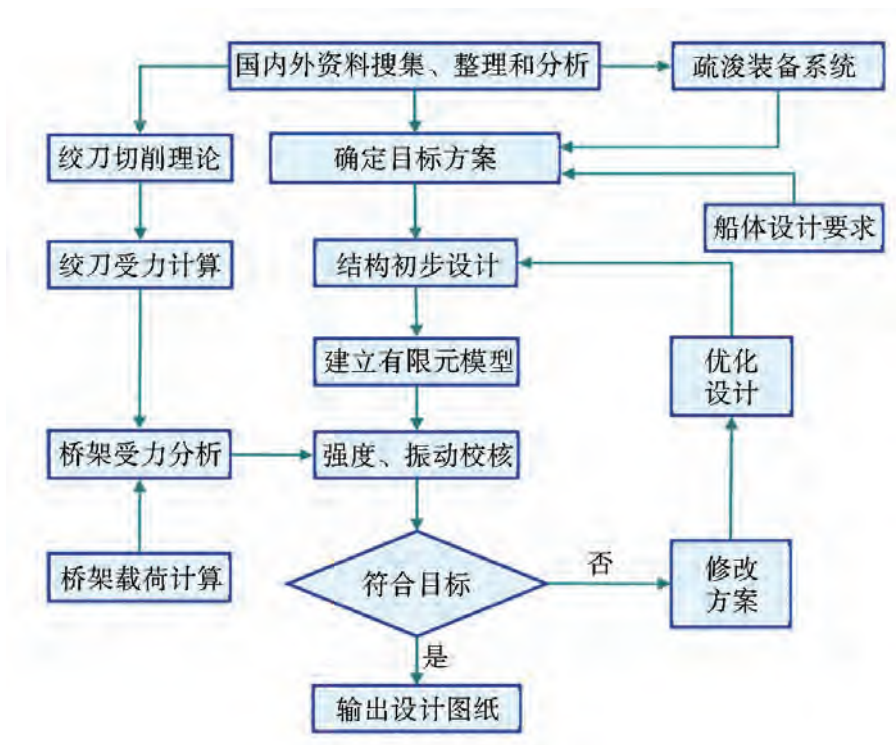 国内外资料搜集、整理和分析
疏浚装备系统
绞刀切削理论
确定目标方案
船体设计要求
绞刀受力计算
结构初步设计
建立有限元模型
优化
设计
桥架受力分析
强度、振动校核
桥架载荷计算
符合目标
否
修改
方案
是
输出设计图纸